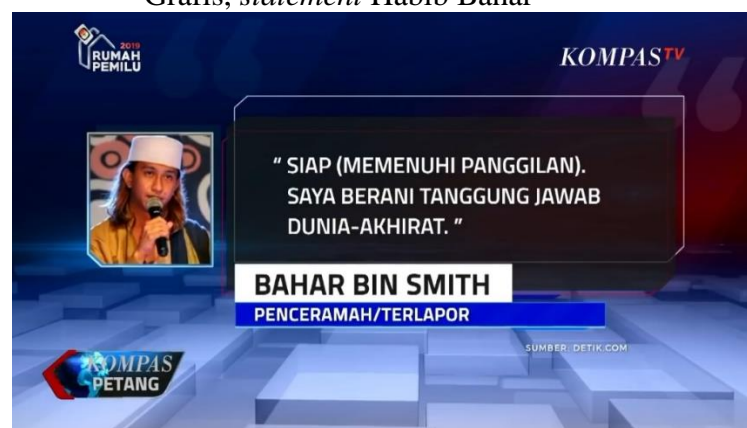 Grafis, statement Habib Bahar
2019
RUMAH
PEMILU
KOMPASTV
" SIAP (MEMENUHI PANGGILAN).
SAYA BERANI TANGGUNG JAWAB
DUNIA-AKHIRAT. "
BAHAR BIN SMITH
PENCERAMAH/TERLAPOR
SUMBER: DETIK.COM
KOMPAS
PETANG